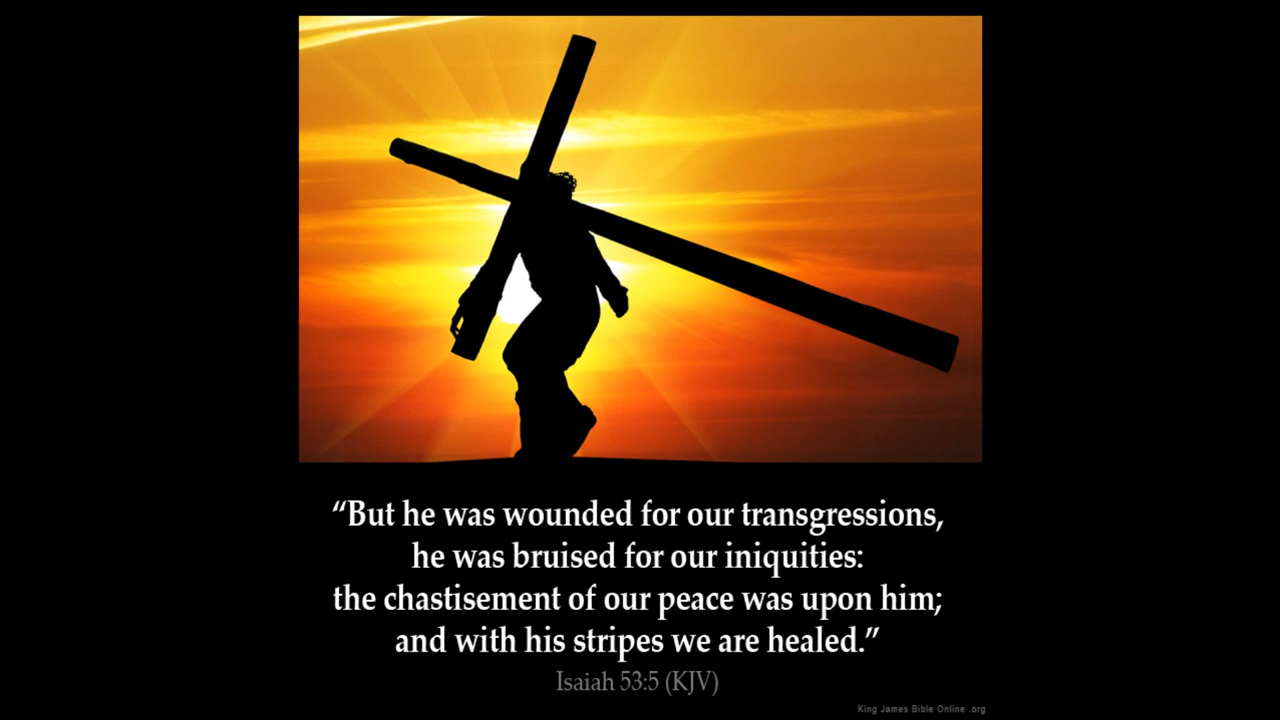 “But he was wounded for our transgressions,
he was bruised for our iniquities:
the chastisement of our peace was upon him;
and with his stripes we are healed.”
Isaiah 53:5 (KJV)
King James Bible Online .org